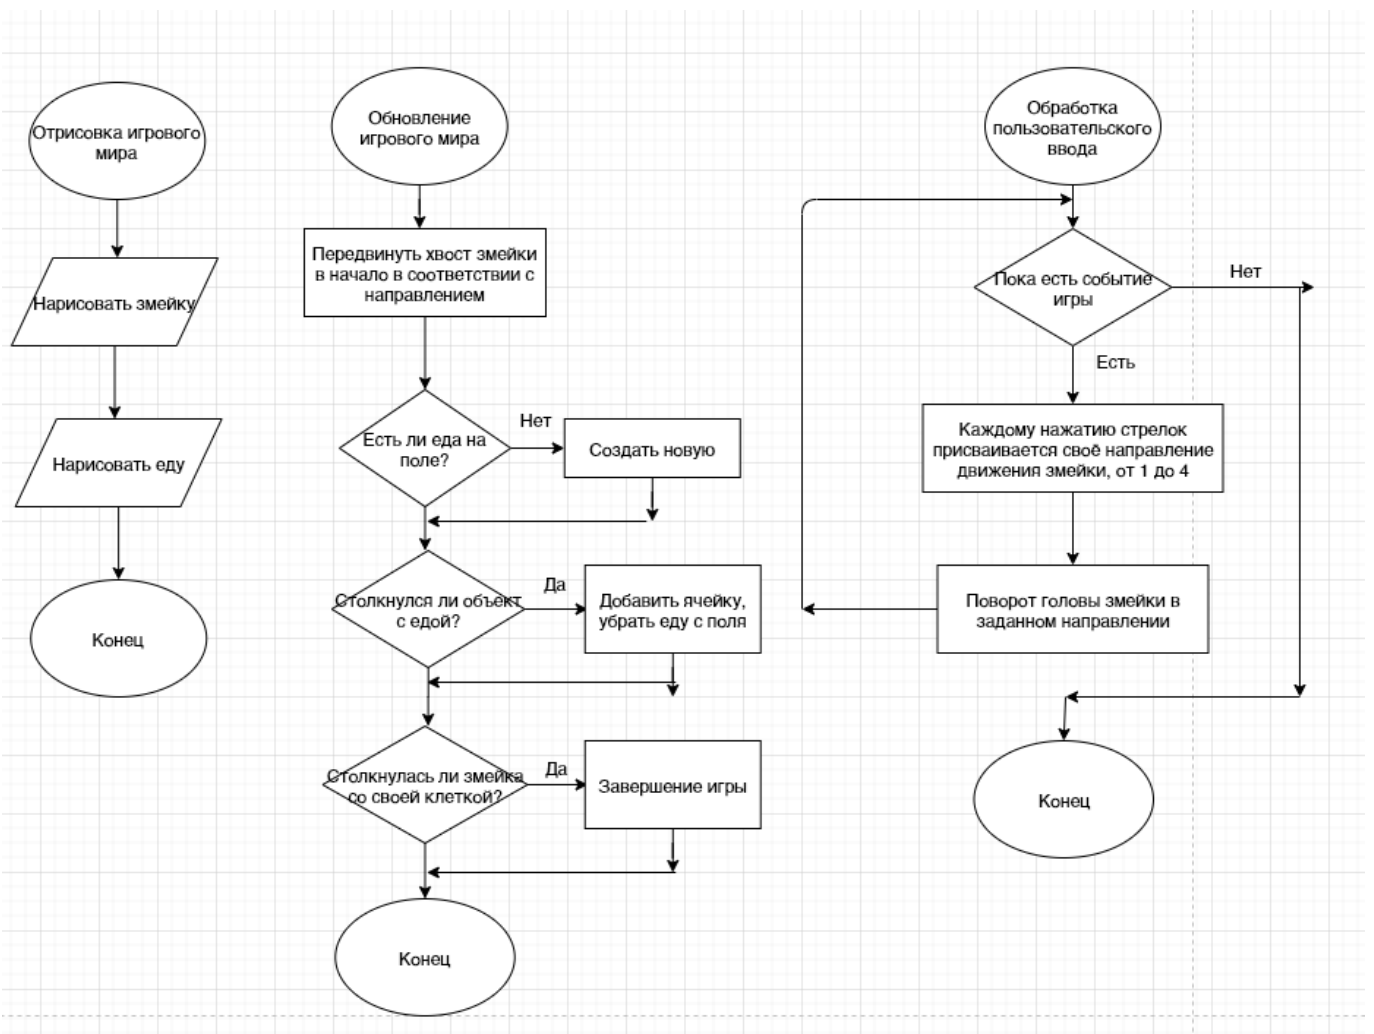 Отрисовка игрового
мира
Нарисовать змейку
Нарисовать еду
Конец
Обновление
игрового мира
Передвинуть хвост змейки
в начало в соответствии с
направлением
Есть ли еда на
поле?
Нет
Создать новую
Столкнулся ли объект
с едой?
Да
Добавить ячейку,
убрать еду с поля
Столкнулась ли змейка
со своей клеткой?
Да
Завершение игры
Конец
Обработка
пользовательского
ввода
Пока есть событие
игры
Нет
Есть
Каждому нажатию стрелок
присваивается своё направление
движения змейки, от 1 до 4
Поворот головы змейки в
заданном направлении
Конец